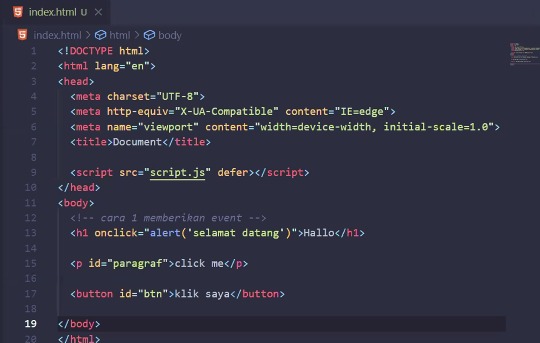 index.html U ×
index.html > html > body
1 <!DOCTYPE html>
2 <html lang="en">
3 <head>
4 <meta charset="UTF-8">
5 <meta http-equiv="X-UA-Compatible" content="IE=edge">
6 <meta name="viewport" content="width=device-width, initial-scale=1.0">
7 <title>Document</title>
8
9 <script src="script.js" defer></script>
10 </head>
11 <body>
12 <!-- cara 1 memberikan event -->
13 <h1 onclick="alert('selamat datang')">Hallo</h1>
14
15 <p id="paragraf">click me</p>
16
17 <button id="btn">klik saya</button>
18
19 </body>
20 </html>